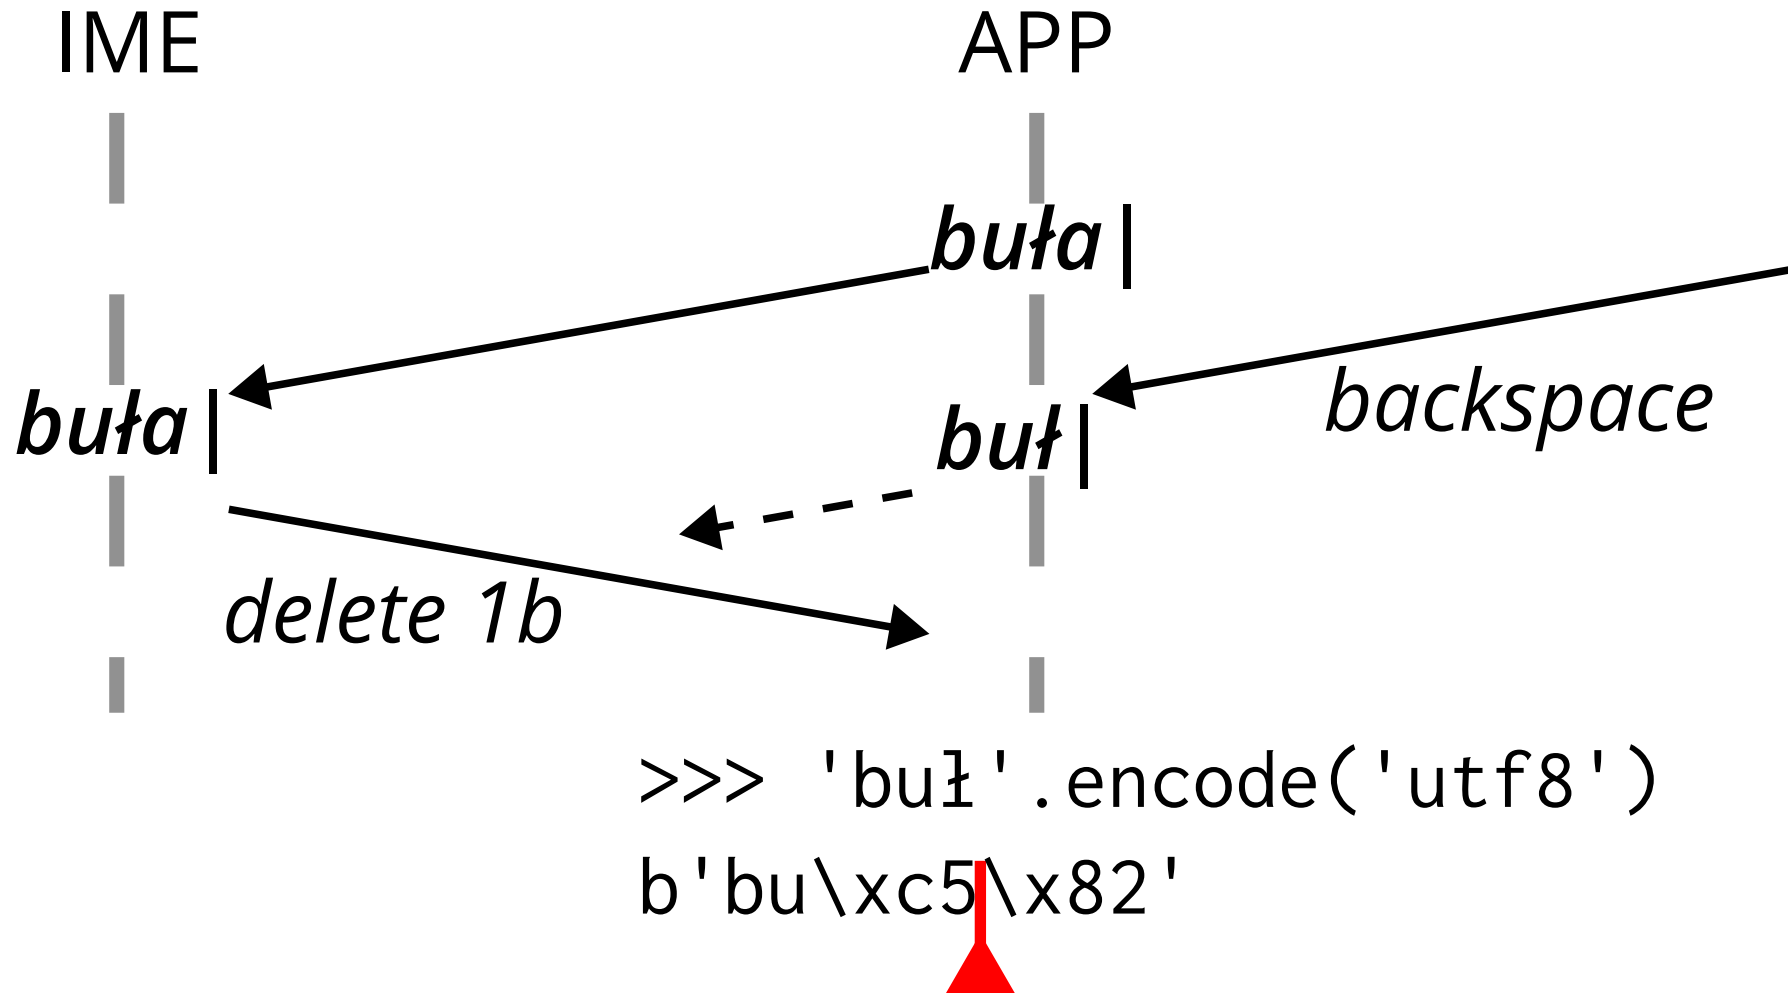 IME
APP
buła|
buła|
buł|
backspace
delete 1b
>>> 'buł'.encode('utf8')
b'bu\xc5\x82'